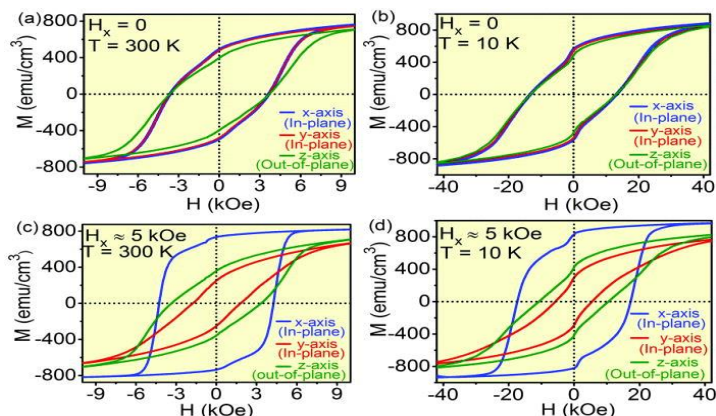 (a) H_x = 0
T = 300 K
M (emu/cm³)
800
400
0
-400
-800
-9 -6 -3 0 3 6 9
H (kOe)
x-axis
(In-plane)
y-axis
(In-plane)
z-axis
(Out-of-plane)
(b) H_x = 0
T = 10 K
M (emu/cm³)
800
400
0
-400
-800
-40 -20 0 20 40
H (kOe)
x-axis
(In-plane)
y-axis
(In-plane)
z-axis
(Out-of-plane)
(c) H_x ≈ 5 kOe
T = 300 K
M (emu/cm³)
800
400
0
-400
-800
-9 -6 -3 0 3 6 9
H (kOe)
x-axis
(In-plane)
y-axis
(In-plane)
z-axis
(out-of-plane)
(d) H_x ≈ 5 kOe
T = 10 K
M (emu/cm³)
800
400
0
-400
-800
-40 -20 0 20 40
H (kOe)
x-axis
(In-plane)
y-axis
(In-plane)
z-axis
(Out-of-plane)